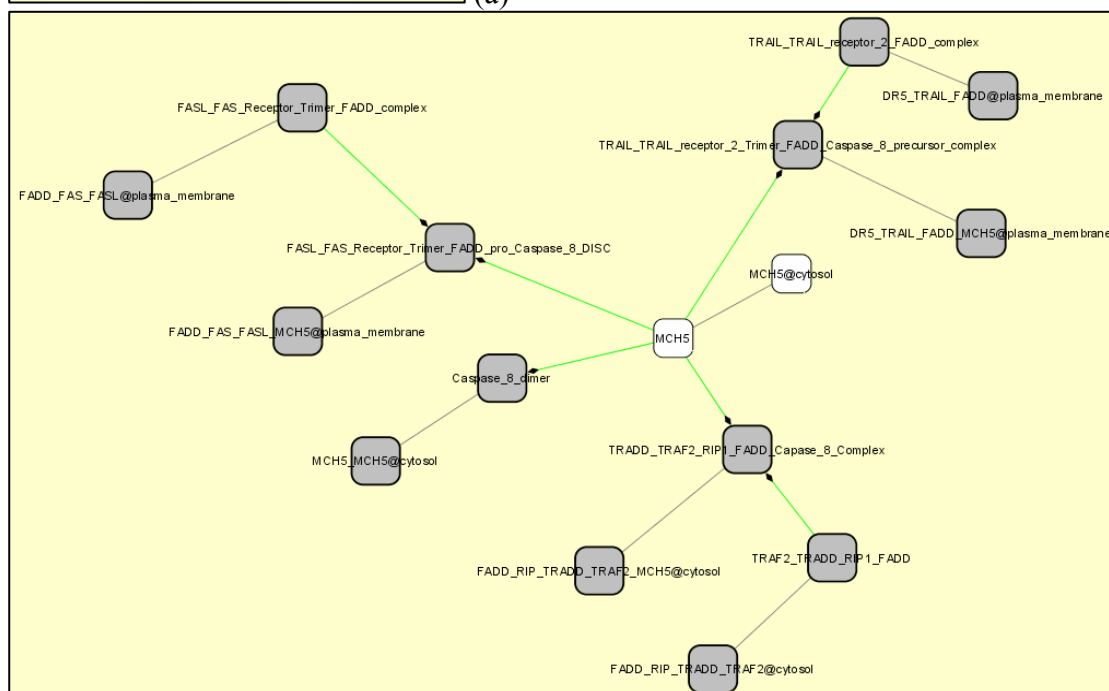 (a)
TRAIL_TRAIL_receptor_2_FADD_complex
DR5_TRAIL_FADD@plasma_membrane
FASL_FAS_Receptor_Trimer_FADD_complex
TRAIL_TRAIL_receptor_2_Trimer_FADD_Caspase_8_precursor_complex
FADD_FAS_FASL@plasma_membrane
DR5_TRAIL_FADD_MCH5@plasma_membrane
FASL_FAS_Receptor_Trimer_FADD_pro_Caspase_8_DISC
MCH5@cytosol
FADD_FAS_FASL_MCH5@plasma_membrane
MCH5
Caspase_8_dimer
TRADD_TRAF2_RIP1_FADD_Capase_8_Complex
MCH5_MCH5@cytosol
TRAF2_TRADD_RIP1_FADD
FADD_RIP_TRADD_TRAF2_MCH5@cytosol
FADD_RIP_TRADD_TRAF2@cytosol